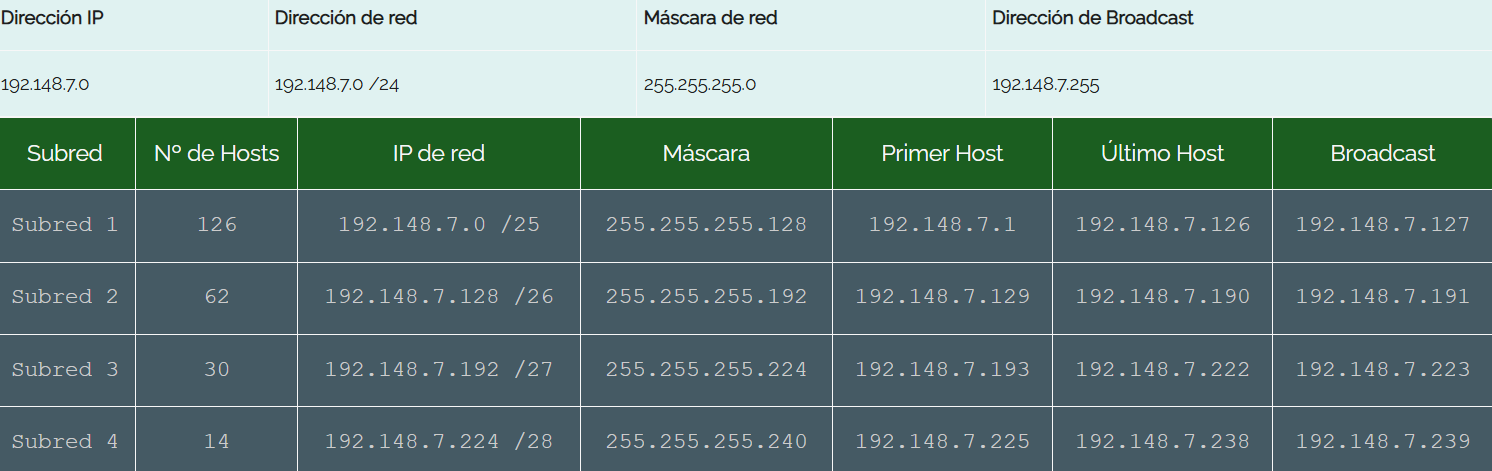 Dirección IP Dirección de red Máscara de red Dirección de Broadcast
192.148.7.0 192.148.7.0 /24 255.255.255.0 192.148.7.255
Subred Nº de Hosts IP de red Máscara Primer Host Último Host Broadcast
Subred 1 126 192.148.7.0 /25 255.255.255.128 192.148.7.1 192.148.7.126 192.148.7.127
Subred 2 62 192.148.7.128 /26 255.255.255.192 192.148.7.129 192.148.7.190 192.148.7.191
Subred 3 30 192.148.7.192 /27 255.255.255.224 192.148.7.193 192.148.7.222 192.148.7.223
Subred 4 14 192.148.7.224 /28 255.255.255.240 192.148.7.225 192.148.7.238 192.148.7.239